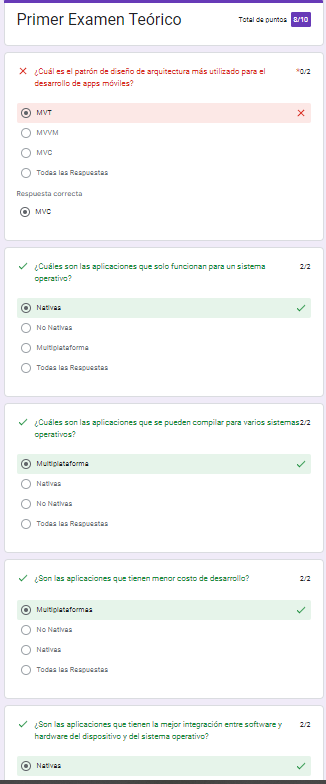 Primer Examen Teórico
Total de puntos 8/10
¿Cuál es el patrón de diseño de arquitectura más utilizado para el *0/2
desarrollo de apps móviles?
MVT
MVVM
MVC
Todas las Respuestas
Respuesta correcta
MVC
¿Cuáles son las aplicaciones que solo funcionan para un sistema 2/2
operativo?
Nativas
No Nativas
Multiplataforma
Todas las Respuestas
¿Cuáles son las aplicaciones que se pueden compilar para varios sistemas 2/2
operativos?
Multiplataforma
Nativas
No Nativas
Todas las Respuestas
¿Son las aplicaciones que tienen menor costo de desarrollo? 2/2
Multiplataformas
No Nativas
Nativas
Todas las Respuestas
¿Son las aplicaciones que tienen la mejor integración entre software y 2/2
hardware del dispositivo y del sistema operativo?
Nativas